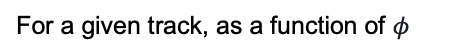 For a given track, as a function of ϕ